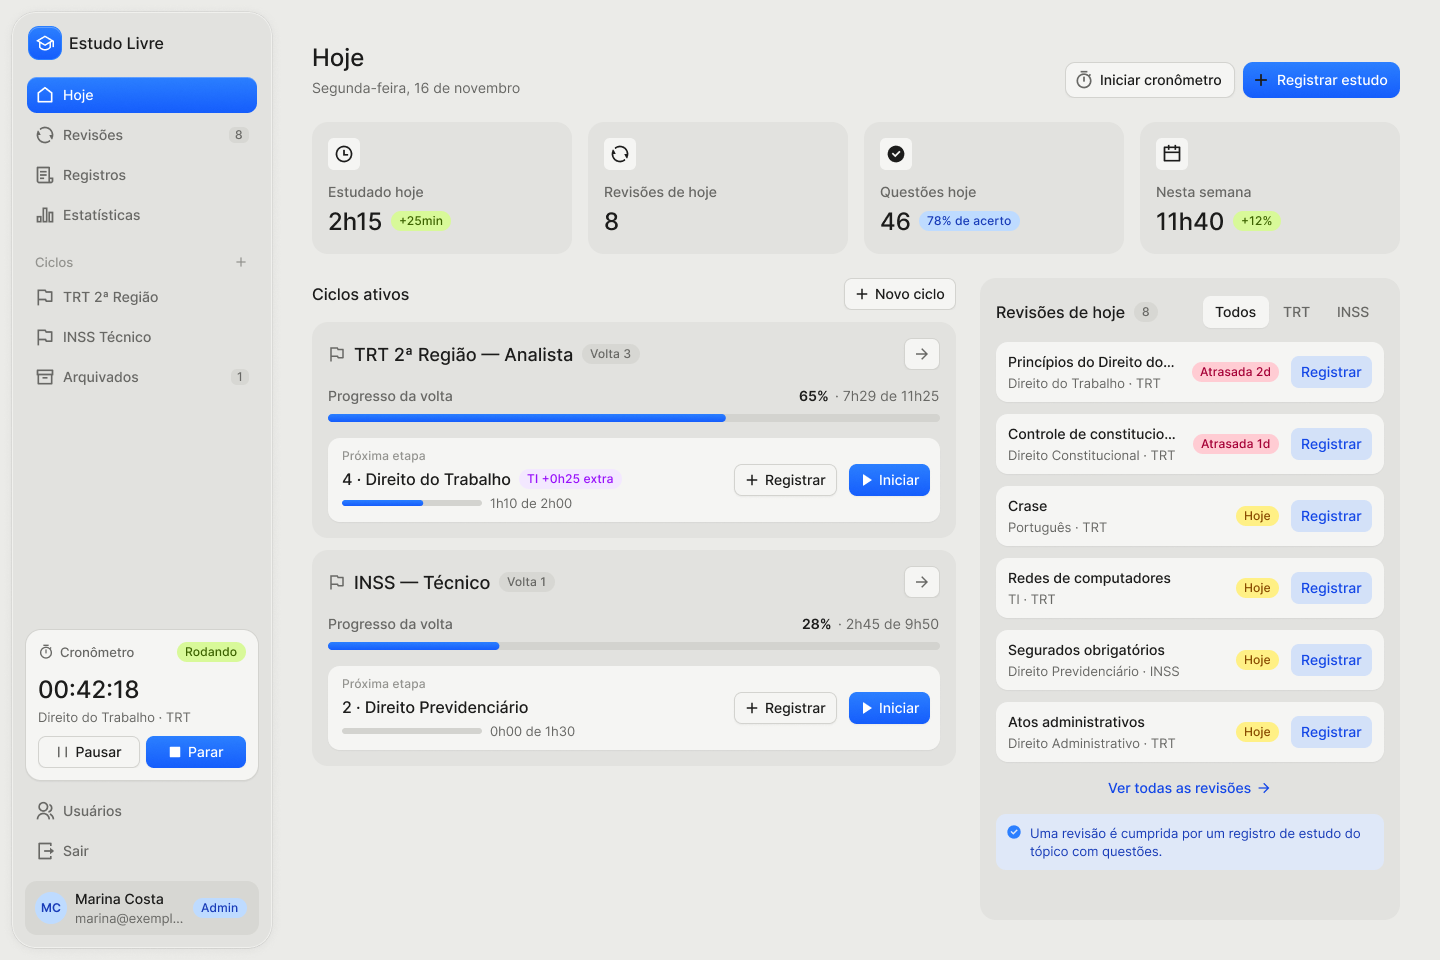 Estudo Livre
Hoje
Revisões 8
Registros
Estatísticas
Ciclos
TRT 2ª Região
INSS Técnico
Arquivados 1
Cronômetro Rodando
00:42:18
Direito do Trabalho · TRT
Pausar Parar
Usuários
Sair
MC Marina Costa Admin
marina@exempl...
Hoje
Segunda-feira, 16 de novembro
Iniciar cronômetro
Registrar estudo
Estudado hoje
2h15 +25min
Revisões de hoje
8
Questões hoje
46 78% de acerto
Nesta semana
11h40 +12%
Ciclos ativos
Novo ciclo
TRT 2ª Região — Analista Volta 3
Progresso da volta 65% · 7h29 de 11h25
Próxima etapa
4 · Direito do Trabalho TI +0h25 extra
1h10 de 2h00
Registrar Iniciar
INSS — Técnico Volta 1
Progresso da volta 28% · 2h45 de 9h50
Próxima etapa
2 · Direito Previdenciário
0h00 de 1h30
Registrar Iniciar
Revisões de hoje 8 Todos TRT INSS
Princípios do Direito do...
Direito do Trabalho · TRT
Atrasada 2d Registrar
Controle de constitucio...
Direito Constitucional · TRT
Atrasada 1d Registrar
Crase
Português · TRT
Hoje Registrar
Redes de computadores
TI · TRT
Hoje Registrar
Segurados obrigatórios
Direito Previdenciário · INSS
Hoje Registrar
Atos administrativos
Direito Administrativo · TRT
Hoje Registrar
Ver todas as revisões
Uma revisão é cumprida por um registro de estudo do
tópico com questões.